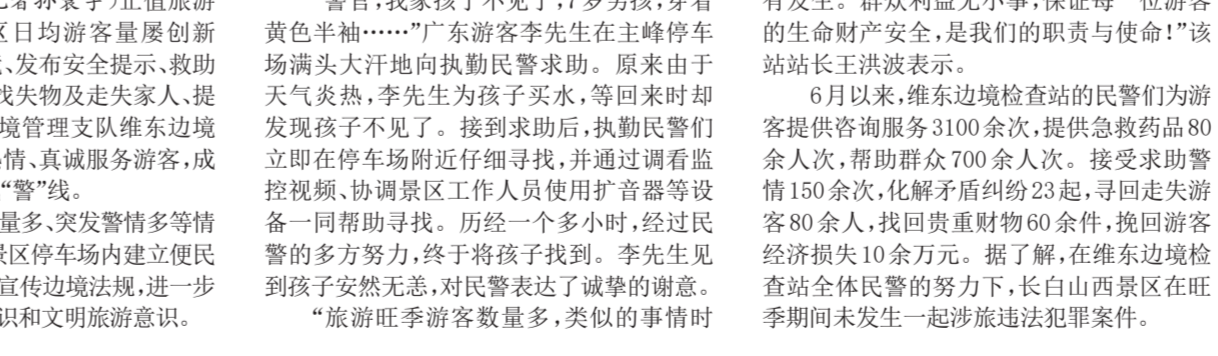 正值旅游
区日均游客量屡创新
、发布安全提示、救助
找失物及走失家人、提
境管理支队维东边境
情、真诚服务游客，成
“警”线。
量多、突发警情多等情
景区停车场内建立便民
宣传边境法规，进一步
识和文明旅游意识。
警官，我家孩子不见了，7岁男孩，穿着
黄色半袖……”广东游客李先生在主峰停车
场满头大汗地向执勤民警求助。原来由于
天气炎热，李先生为孩子买水，等回来时却
发现孩子不见了。接到求助后，执勤民警们
立即在停车场附近仔细寻找，并通过调看监
控视频、协调景区工作人员使用扩音器等设
备一同帮助寻找。历经一个多小时，经过民
警的多方努力，终于将孩子找到。李先生见
到孩子安然无恙，对民警表达了诚挚的谢意。
“旅游旺季游客数量多，类似的事情时
有发生。群众利益无小事，保证每一位游客
的生命财产安全，是我们的职责与使命！”该
站站长王洪波表示。
6月以来，维东边境检查站的民警们为游
客提供咨询服务3100余次，提供急救药品80
余人次，帮助群众700余人次。接受求助警
情150余次，化解矛盾纠纷23起，寻回走失游
客80余人，找回贵重财物60余件，挽回游客
经济损失10余万元。据了解，在维东边境检
查站全体民警的努力下，长白山西景区在旺
季期间未发生一起涉旅违法犯罪案件。